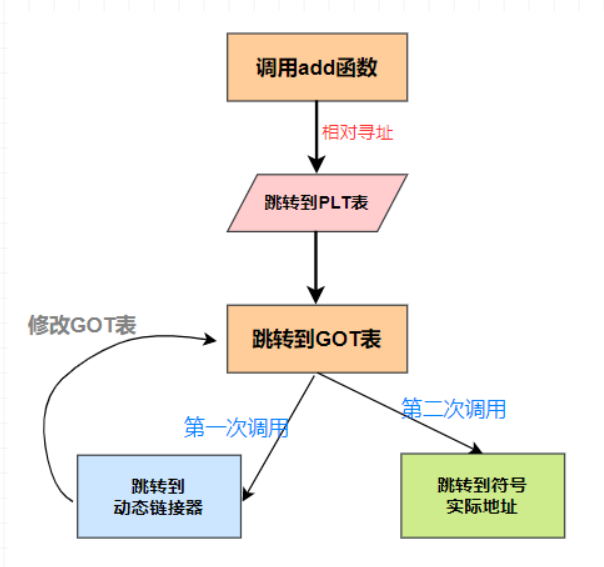 调用add函数
相对寻址
跳转到PLT表
修改GOT表
跳转到GOT表
第一次调用
第二次调用
跳转到
动态链接器
跳转到符号
实际地址